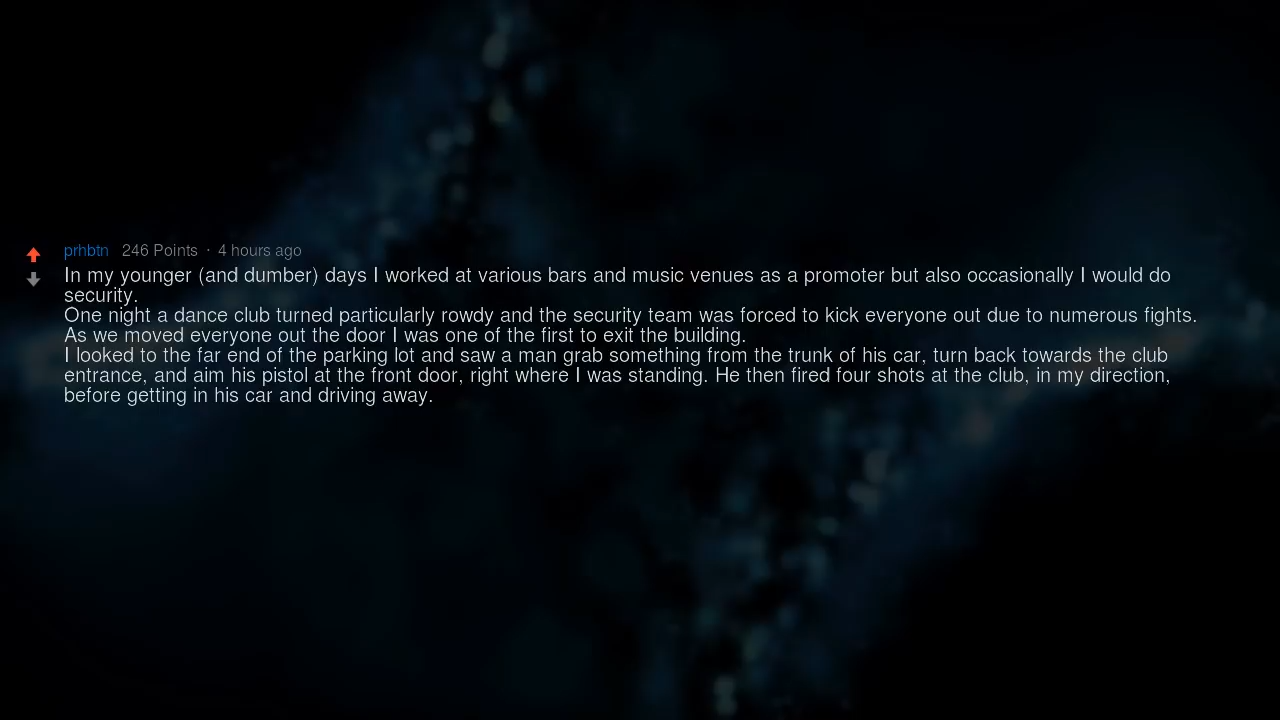 prhbtn 246 Points · 4 hours ago
In my younger (and dumber) days I worked at various bars and music venues as a promoter but also occasionally I would do
security.
One night a dance club turned particularly rowdy and the security team was forced to kick everyone out due to numerous fights.
As we moved everyone out the door I was one of the first to exit the building.
I looked to the far end of the parking lot and saw a man grab something from the trunk of his car, turn back towards the club
entrance, and aim his pistol at the front door, right where I was standing. He then fired four shots at the club, in my direction,
before getting in his car and driving away.